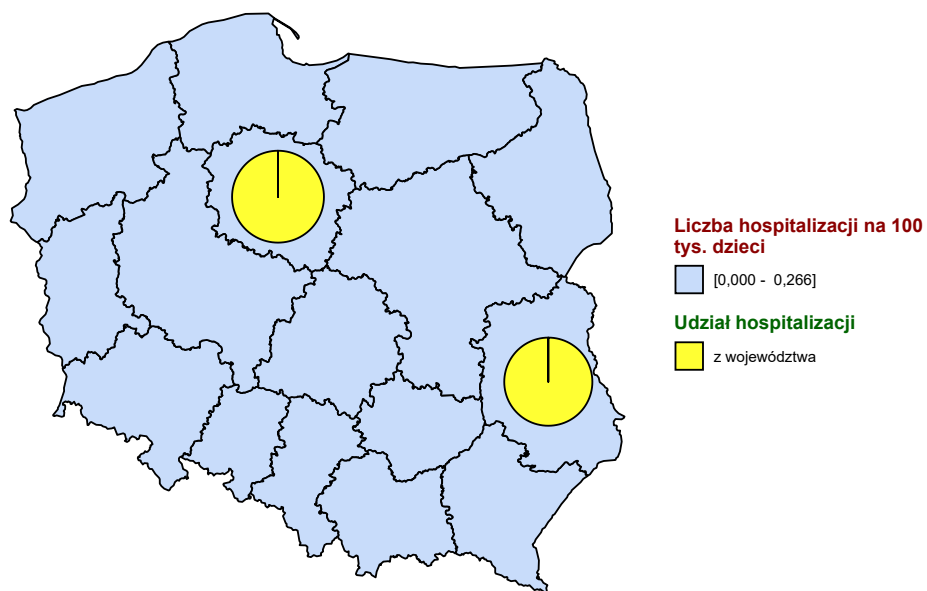 Liczba hospitalizacji na 100
tys. dzieci
[0,000 - 0,266]
Udział hospitalizacji
z województwa